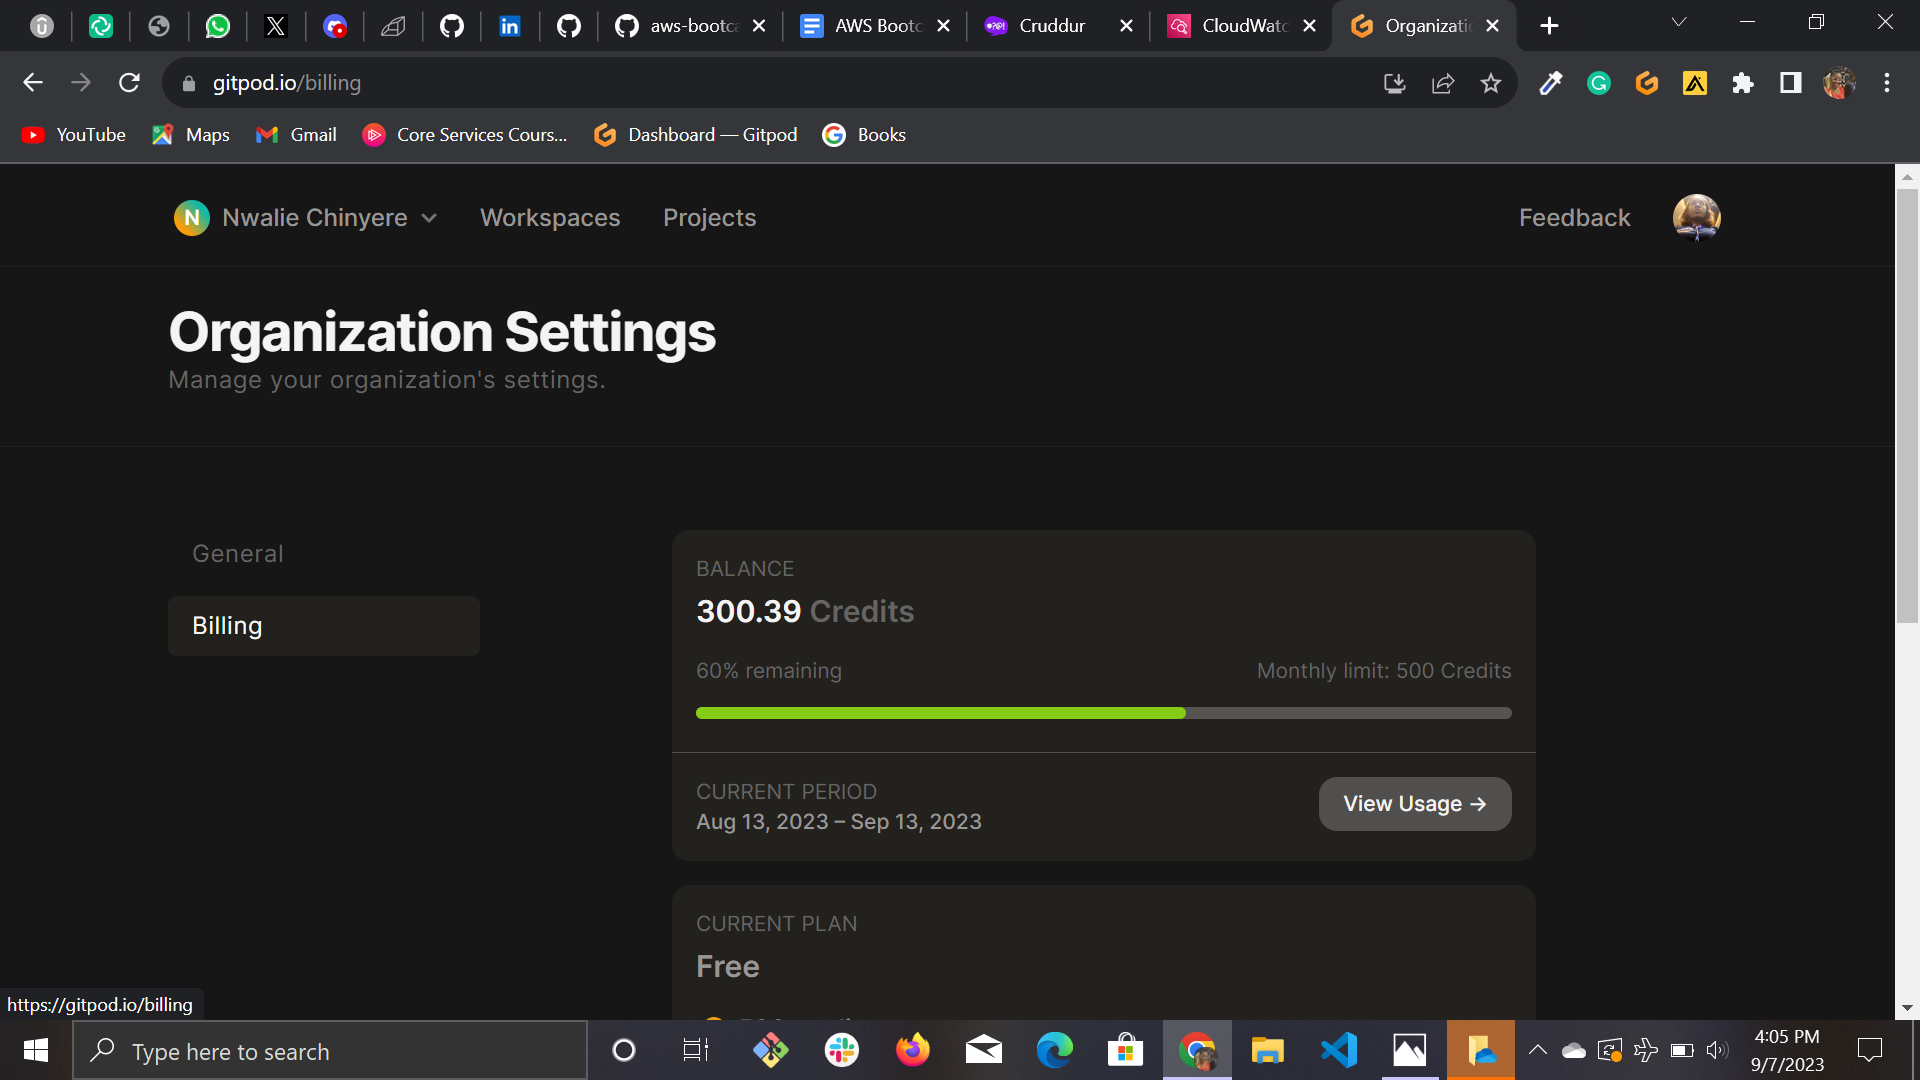 aws-bootca
AWS Bootc
Cruddur
CloudWatc
Organizatic
gitpod.io/billing
YouTube
Maps
Gmail
Core Services Cours...
Dashboard — Gitpod
Books
N
Nwalie Chinyere
Workspaces
Projects
Feedback
Organization Settings
Manage your organization's settings.
General
Billing
BALANCE
300.39 Credits
60% remaining
Monthly limit: 500 Credits
CURRENT PERIOD
Aug 13, 2023 – Sep 13, 2023
View Usage →
CURRENT PLAN
Free
https://gitpod.io/billing
Type here to search
4:05 PM
9/7/2023